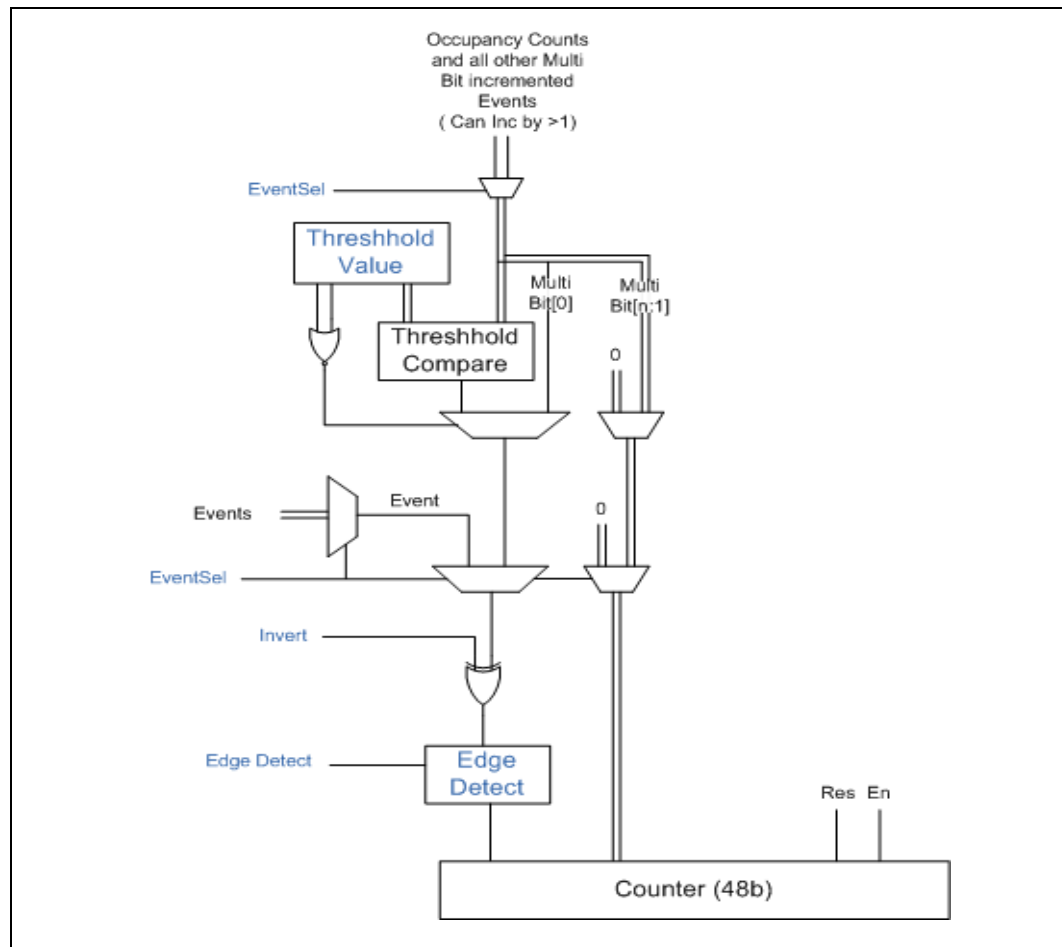 Occupancy Counts
and all other Multi
Bit incremented
Events
( Can Inc by >1)
EventSel
Threshhold
Value
Multi
Bit[0]
Multi
Bit[n:1]
Threshhold
Compare
0
Events
Event
0
EventSel
Invert
Edge Detect
Edge
Detect
Res En
Counter (48b)